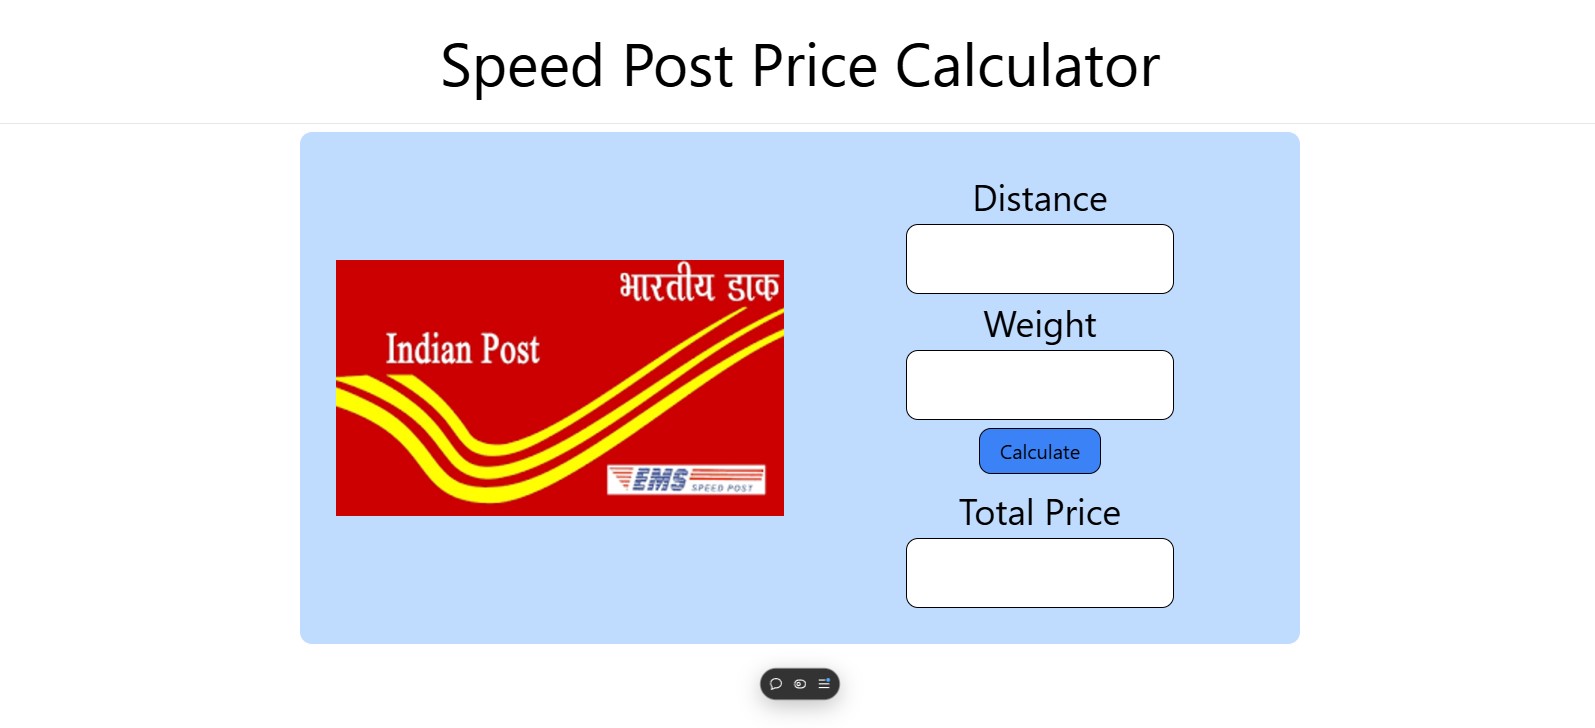 Speed Post Price Calculator
भारतीय डाक
Indian Post
EMS SPEED POST
Distance
Weight
Calculate
Total Price